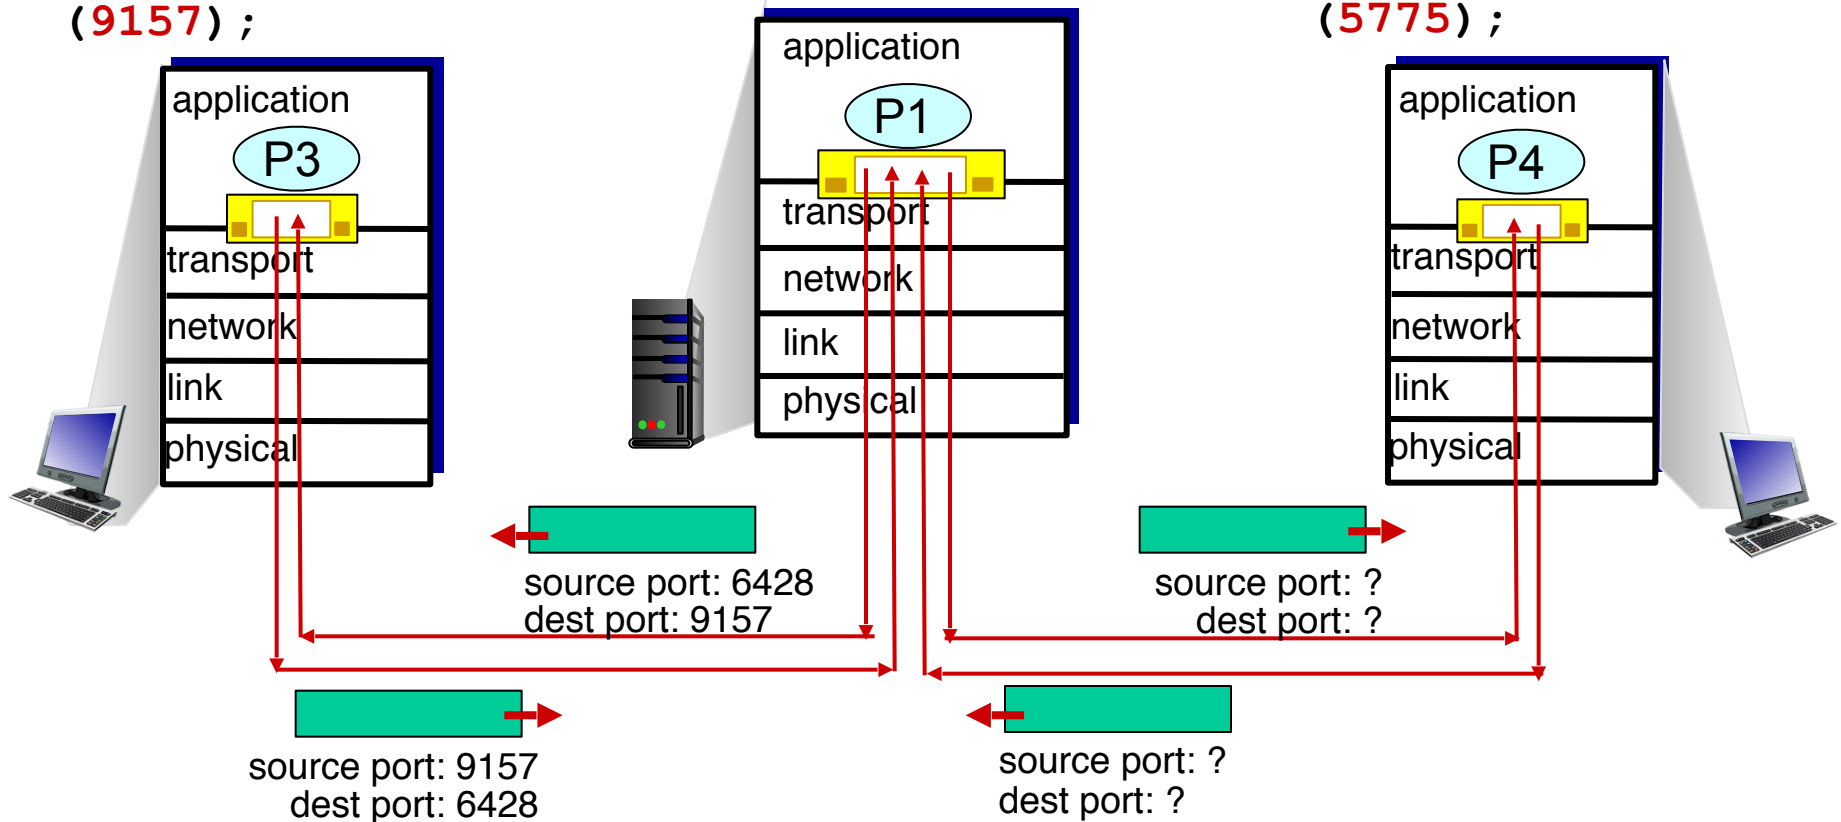 (9157);
(5775);
application
P3
transport
network
link
physical
application
P1
transport
network
link
physical
application
P4
transport
network
link
physical
source port: 6428
dest port: 9157
source port: ?
dest port: ?
source port: 9157
dest port: 6428
source port: ?
dest port: ?